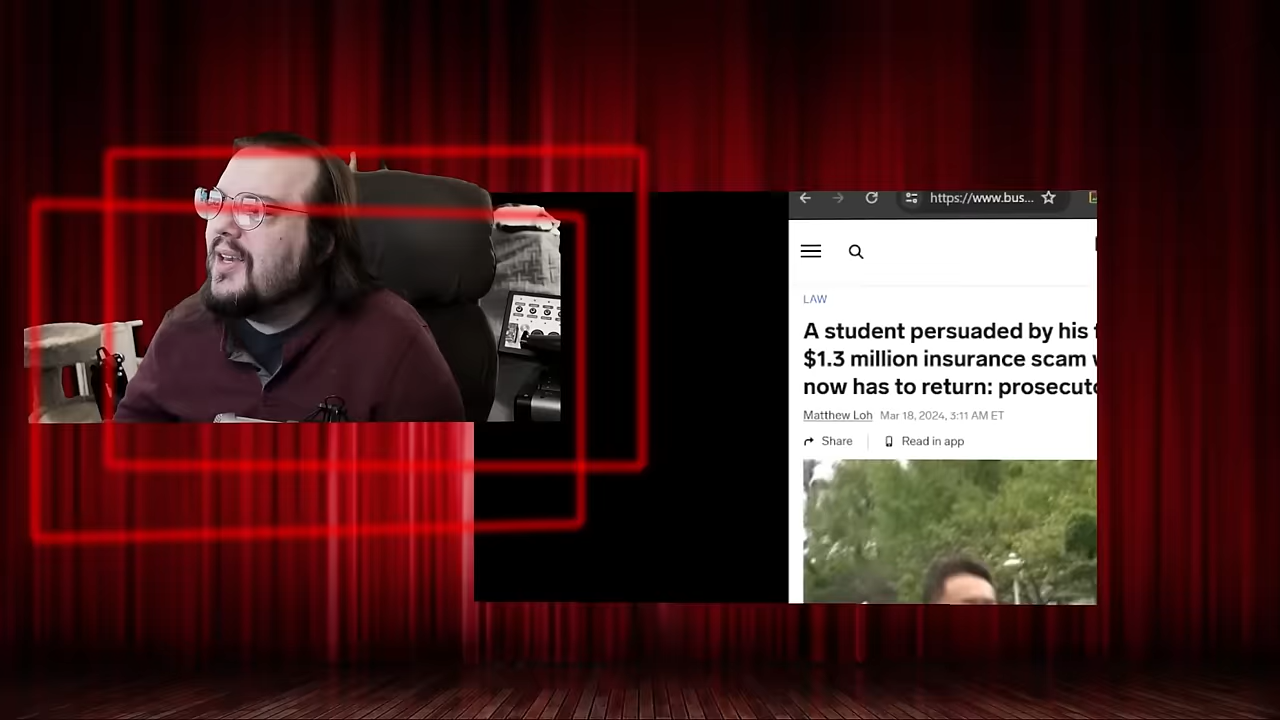 https://www.bus...
LAW
A student persuaded by his
$1.3 million insurance scam
now has to return:
Matthew Loh Mar 18, 2024, 3:11 AM ET
Share Read in app